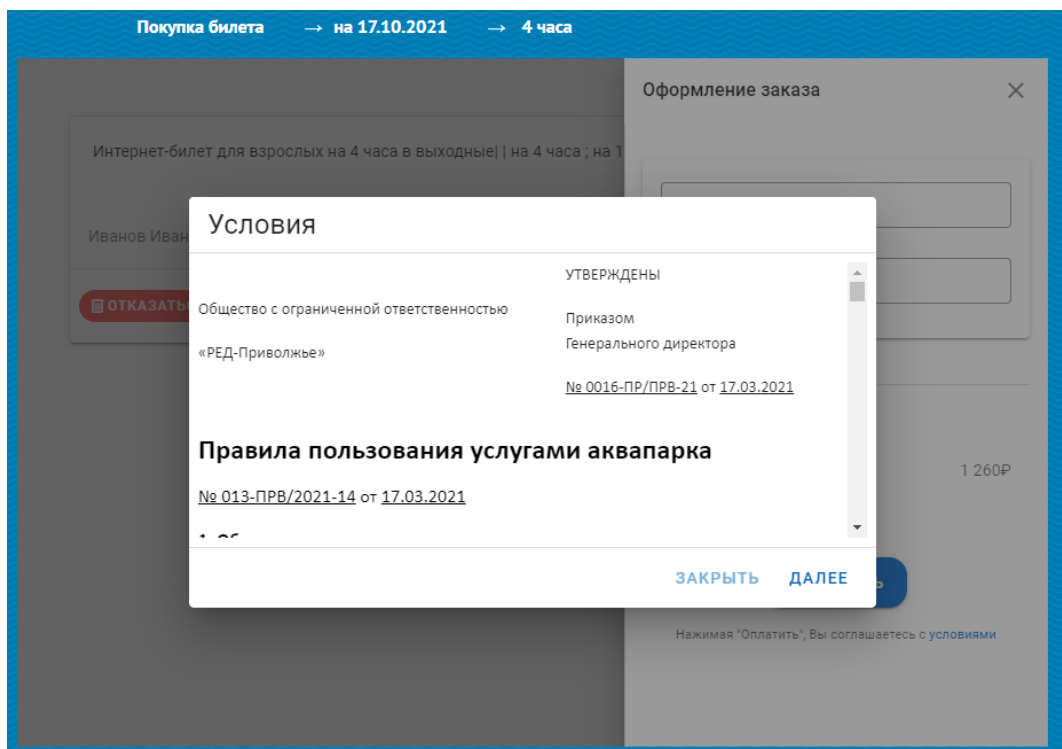 Покупка билета → на 17.10.2021 → 4 часа
Оформление заказа
Интернет-билет для взрослых на 4 часа в выходные| | на 4 часа ; на 1
Иванов Иван
Условия
УТВЕРЖДЕНЫ
Общество с ограниченной ответственностью
Приказом
Генерального директора
«РЕД-Приволжье»
№ 0016-ПР/ПРВ-21 от 17.03.2021
Правила пользования услугами аквапарка
№ 013-ПРВ/2021-14 от 17.03.2021
1 260₽
ЗАКРЫТЬ ДАЛЕЕ
Нажимая "Оплатить", Вы соглашаетесь с условиями